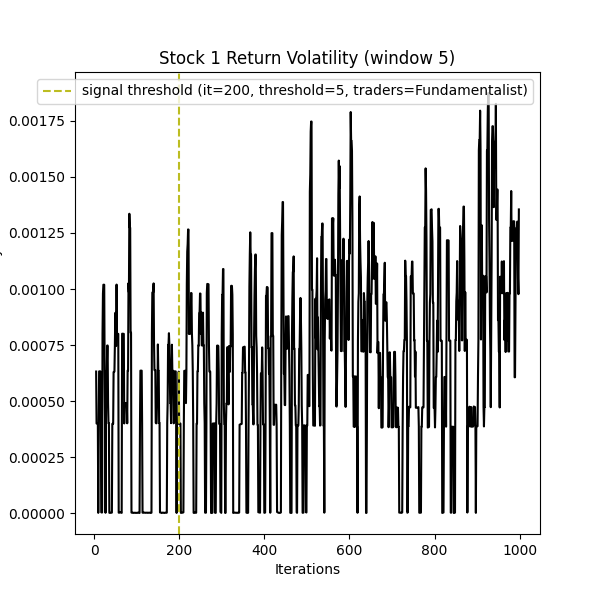 Stock 1 Return Volatility (window 5)
signal threshold (it=200, threshold=5, traders=Fundamentalist)
0.00175
0.00150
0.00125
0.00100
0.00075
0.00050
0.00025
0.00000
0 200 400 600 800 1000
Iterations